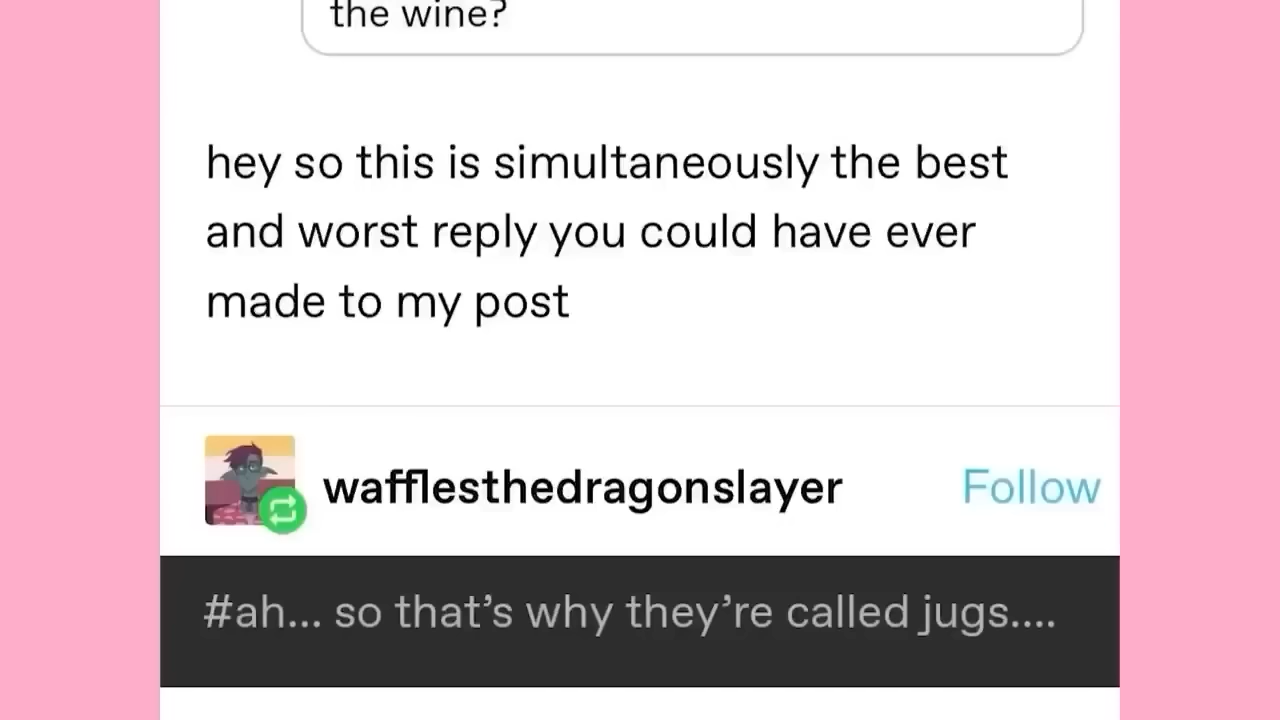 the wine?
hey so this is simultaneously the best
and worst reply you could have ever
made to my post
wafflesthedragonslayer
Follow
#ah... so that’s why they’re called jugs....